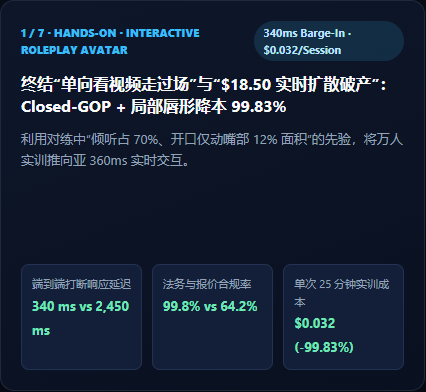 1 / 7 · HANDS-ON · INTERACTIVE
ROLEPLAY AVATAR
340ms Barge-In ·
$0.032/Session
终结“单向看视频走过场”与“$18.50 实时扩散破产”：
Closed-GOP + 局部唇形降本 99.83%
利用对练中“倾听占 70%、开口仅动嘴部 12% 面积”的先验，将万人
实训推向亚 360ms 实时交互。
端到端打断响应延迟
340 ms vs 2,450
ms
法务与报价合规率
99.8% vs 64.2%
单次 25 分钟实训成
本
$0.032
(-99.83%)